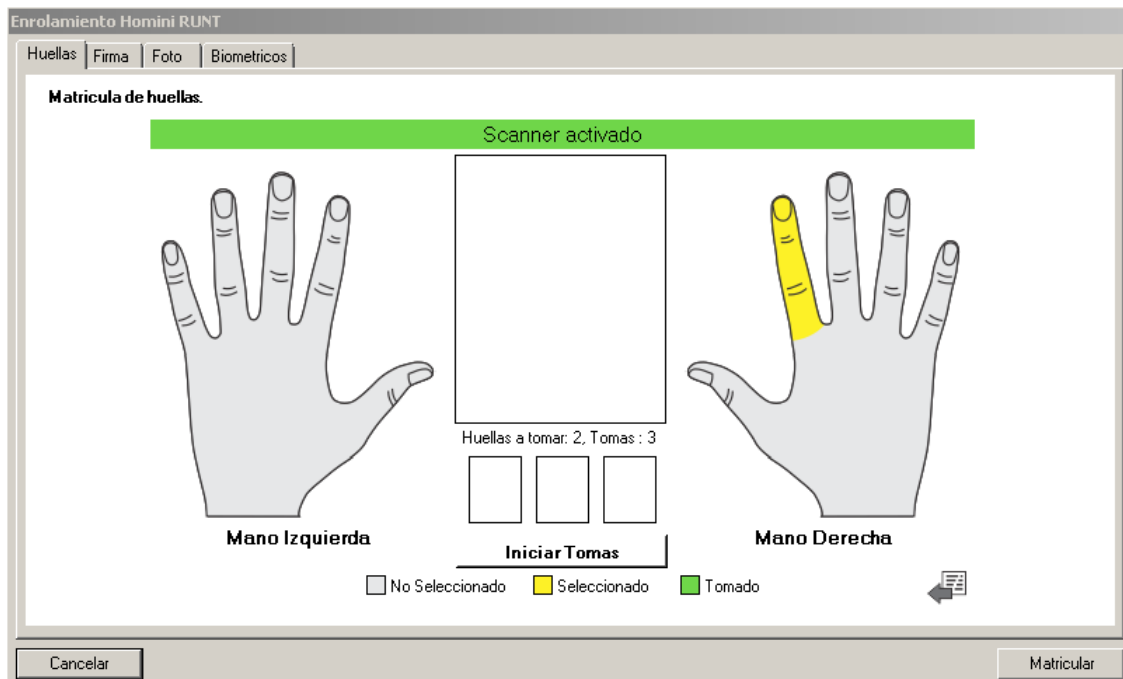 Enrolamiento Homini RUNT
Huellas Firma Foto Biometricos
Matricula de huellas.
Scanner activado
Huellas a tomar: 2, Tomas : 3
Mano Izquierda
Mano Derecha
Iniciar Tomas
No Seleccionado Seleccionado Tomado
Cancelar Matricular